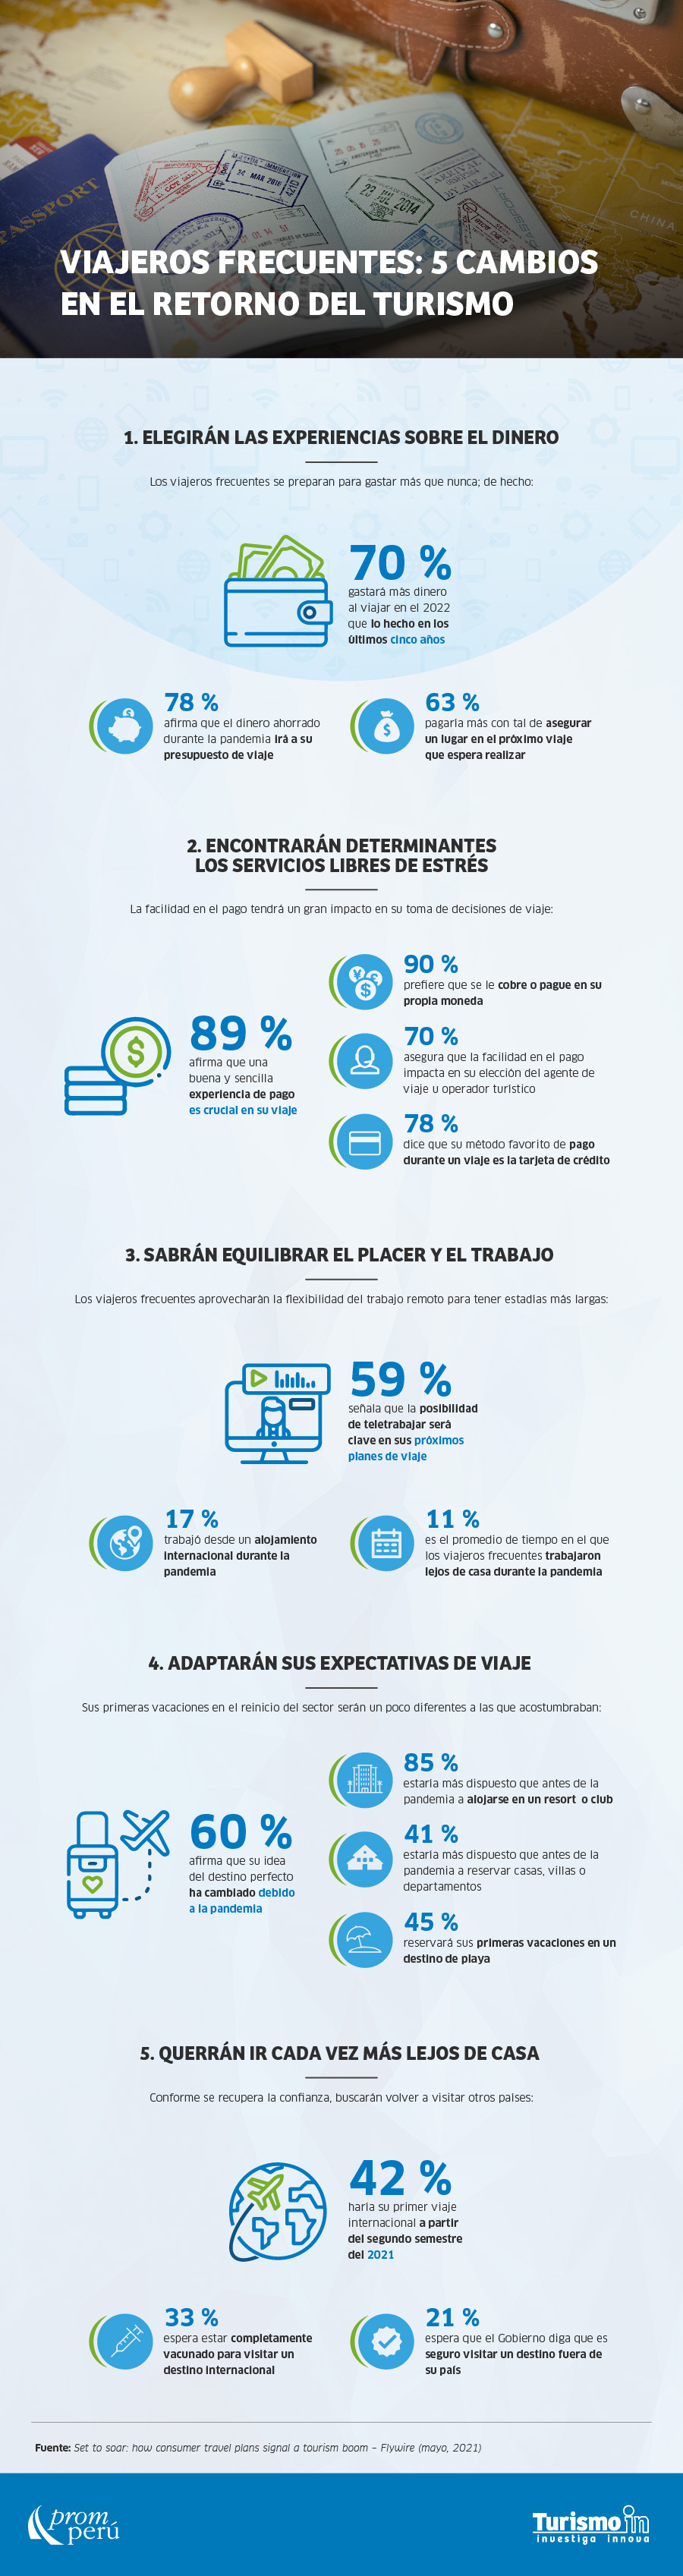 PASSPORT
24 MAR 2016
23 JUL 2014
CHINA
VIAJEROS FRECUENTES: 5 CAMBIOS
EN EL RETORNO DEL TURISMO
1. ELEGIRÁN LAS EXPERIENCIAS SOBRE EL DINERO
Los viajeros frecuentes se preparan para gastar más que nunca; de hecho:
70 %
gastará más dinero
al viajar en el 2022
que lo hecho en los
últimos cinco años
78 %
afirma que el dinero ahorrado
durante la pandemia irá a su
presupuesto de viaje
63 %
pagaría más con tal de asegurar
un lugar en el próximo viaje
que espera realizar
2. ENCONTRARÁN DETERMINANTES
LOS SERVICIOS LIBRES DE ESTRÉS
La facilidad en el pago tendrá un gran impacto en su toma de decisiones de viaje:
89 %
afirma que una
buena y sencilla
experiencia de pago
es crucial en su viaje
90 %
prefiere que se le cobre o pague en su
propia moneda
70 %
asegura que la facilidad en el pago
impacta en su elección del agente de
viaje u operador turístico
78 %
dice que su método favorito de pago
durante un viaje es la tarjeta de crédito
3. SABRÁN EQUILIBRAR EL PLACER Y EL TRABAJO
Los viajeros frecuentes aprovecharán la flexibilidad del trabajo remoto para tener estadías más largas:
59 %
señala que la posibilidad
de teletrabajar será
clave en sus próximos
planes de viaje
17 %
trabajó desde un alojamiento
internacional durante la
pandemia
11 %
es el promedio de tiempo en el que
los viajeros frecuentes trabajaron
lejos de casa durante la pandemia
4. ADAPTARÁN SUS EXPECTATIVAS DE VIAJE
Sus primeras vacaciones en el reinicio del sector serán un poco diferentes a las que acostumbraban:
60 %
afirma que su idea
del destino perfecto
ha cambiado debido
a la pandemia
85 %
estaría más dispuesto que antes de la
pandemia a alojarse en un resort o club
41 %
estaría más dispuesto que antes de la
pandemia a reservar casas, villas o
departamentos
45 %
reservará sus primeras vacaciones en un
destino de playa
5. QUERRÁN IR CADA VEZ MÁS LEJOS DE CASA
Conforme se recupera la confianza, buscarán volver a visitar otros países:
42 %
haría su primer viaje
internacional a partir
del segundo semestre
del 2021
33 %
espera estar completamente
vacunado para visitar un
destino internacional
21 %
espera que el Gobierno diga que es
seguro visitar un destino fuera de
su país
Fuente: Set to soar: how consumer travel plans signal a tourism boom – Flywire (mayo, 2021)
prom
perú
Turismo in
investiga innova